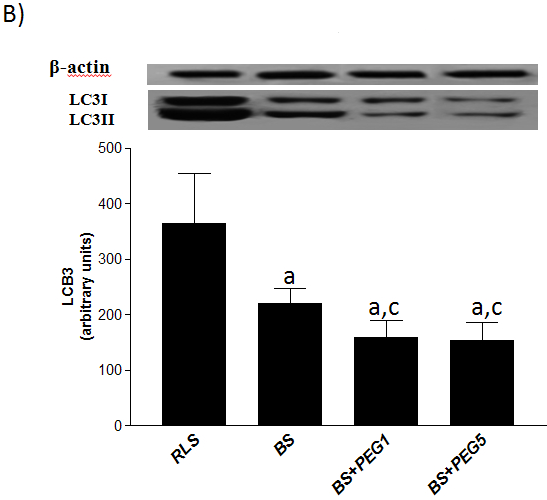 B)
β-actin
LC3I
LC3II
500
400
300
200
100
0
LCB3
(arbitrary units)
a
a,c
a,c
RLS
BS
BS+PEG1
BS+PEG5